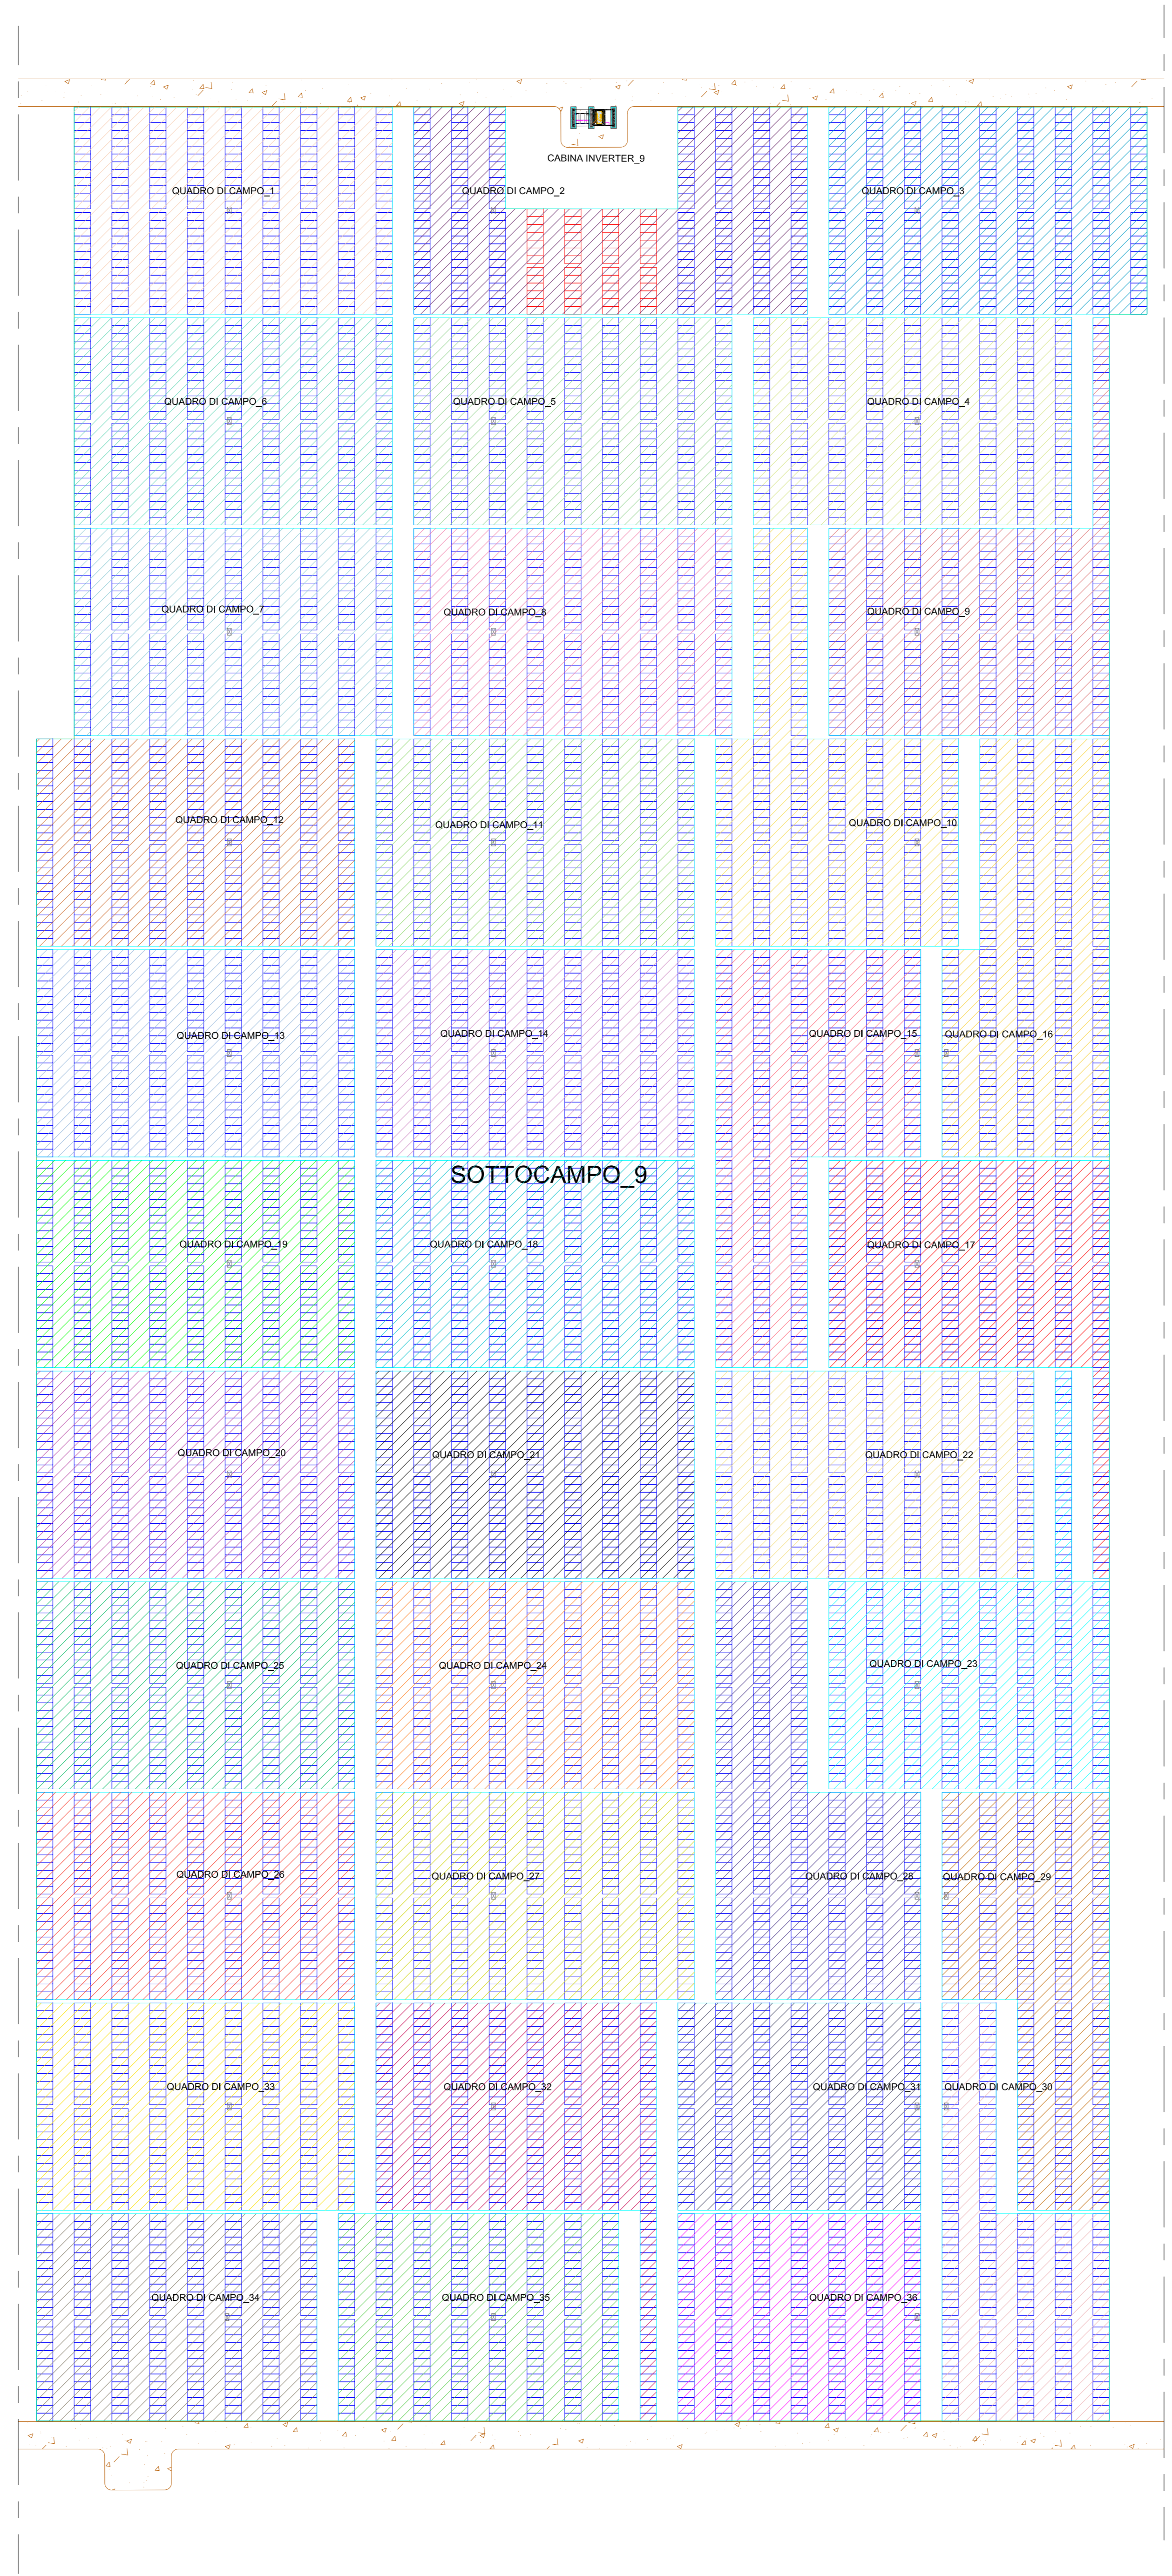 CABINA INVERTER_9
QUADRO DI CAMPO_1
QUADRO DI CAMPO_2
QUADRO DI CAMPO_3
QUADRO DI CAMPO_6
QUADRO DI CAMPO_5
QUADRO DI CAMPO_4
QUADRO DI CAMPO_7
QUADRO DI CAMPO_8
QUADRO DI CAMPO_9
QUADRO DI CAMPO_12
QUADRO DI CAMPO_11
QUADRO DI CAMPO_10
QUADRO DI CAMPO_13
QUADRO DI CAMPO_14
QUADRO DI CAMPO_15
QUADRO DI CAMPO_16
SOTTOCAMPO_9
QUADRO DI CAMPO_19
QUADRO DI CAMPO_18
QUADRO DI CAMPO_17
QUADRO DI CAMPO_20
QUADRO DI CAMPO_21
QUADRO DI CAMPO_22
QUADRO DI CAMPO_25
QUADRO DI CAMPO_24
QUADRO DI CAMPO_23
QUADRO DI CAMPO_26
QUADRO DI CAMPO_27
QUADRO DI CAMPO_28
QUADRO DI CAMPO_29
QUADRO DI CAMPO_33
QUADRO DI CAMPO_32
QUADRO DI CAMPO_31
QUADRO DI CAMPO_30
QUADRO DI CAMPO_34
QUADRO DI CAMPO_35
QUADRO DI CAMPO_36